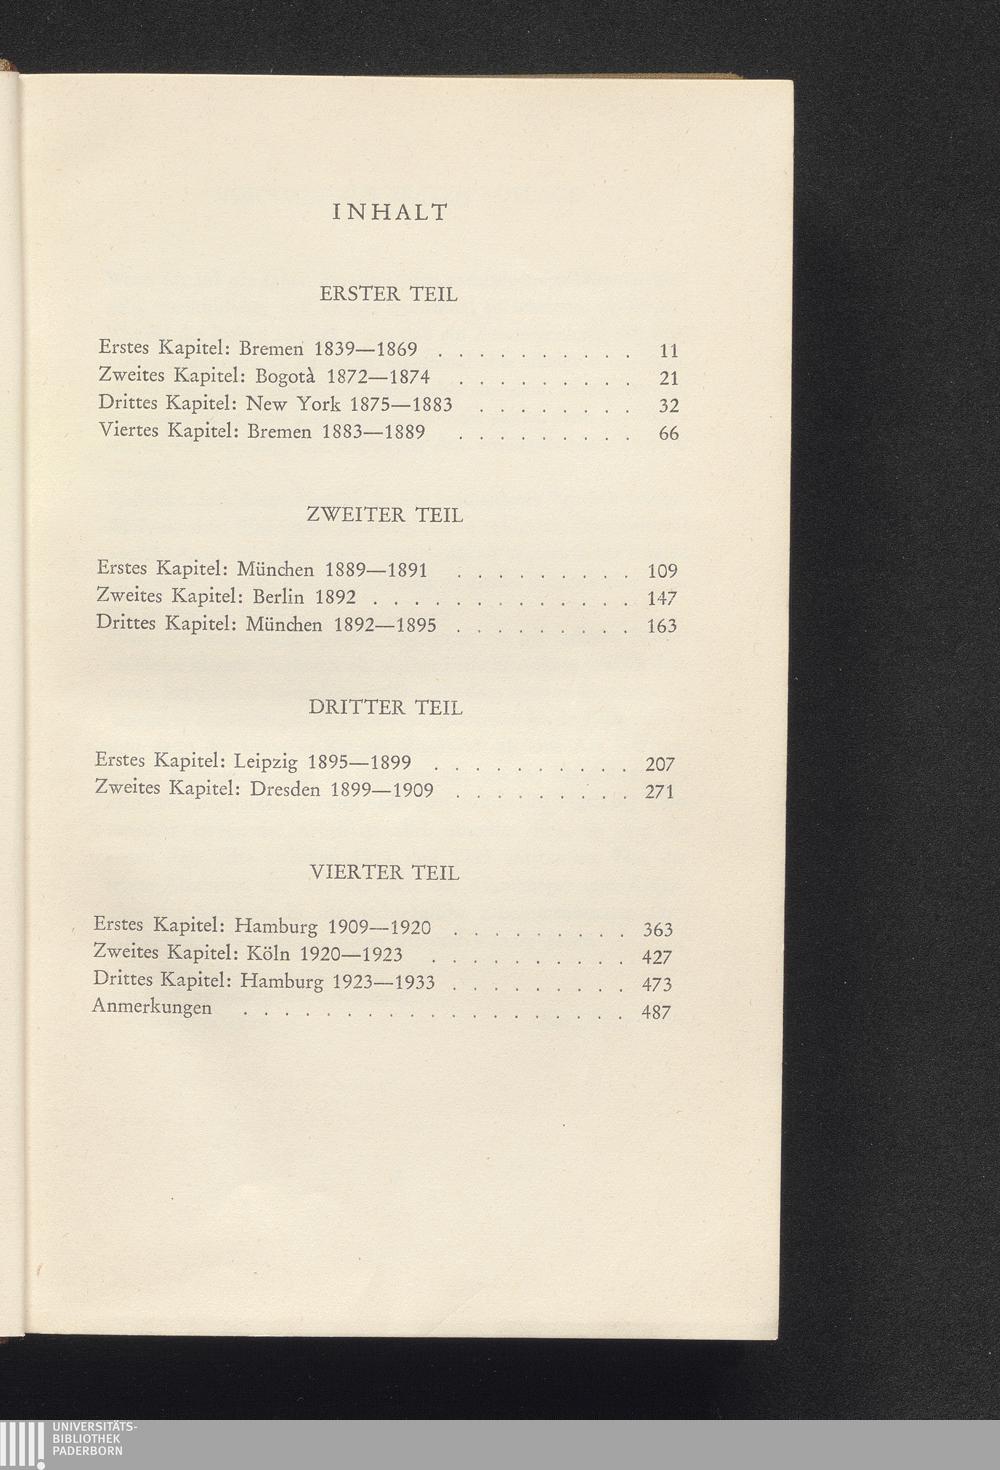 INHALT
ERSTER TEIL
Erstes Kapitel: Bremen 1839—1869 . . . . . . . . . . 11
Zweites Kapitel: Bogotà 1872—1874 . . . . . . . . . 21
Drittes Kapitel: New York 1875—1883 . . . . . . . . 32
Viertes Kapitel: Bremen 1883—1889 . . . . . . . . . 66
ZWEITER TEIL
Erstes Kapitel: München 1889—1891 . . . . . . . . . 109
Zweites Kapitel: Berlin 1892 . . . . . . . . . . . . . 147
Drittes Kapitel: München 1892—1895 . . . . . . . . . 163
DRITTER TEIL
Erstes Kapitel: Leipzig 1895—1899 . . . . . . . . . . 207
Zweites Kapitel: Dresden 1899—1909 . . . . . . . . . 271
VIERTER TEIL
Erstes Kapitel: Hamburg 1909—1920 . . . . . . . . . 363
Zweites Kapitel: Köln 1920—1923 . . . . . . . . . . 427
Drittes Kapitel: Hamburg 1923—1933 . . . . . . . . . 473
Anmerkungen . . . . . . . . . . . . . . . . . . . 487
UNIVERSITÄTS-
BIBLIOTHEK
PADERBORN